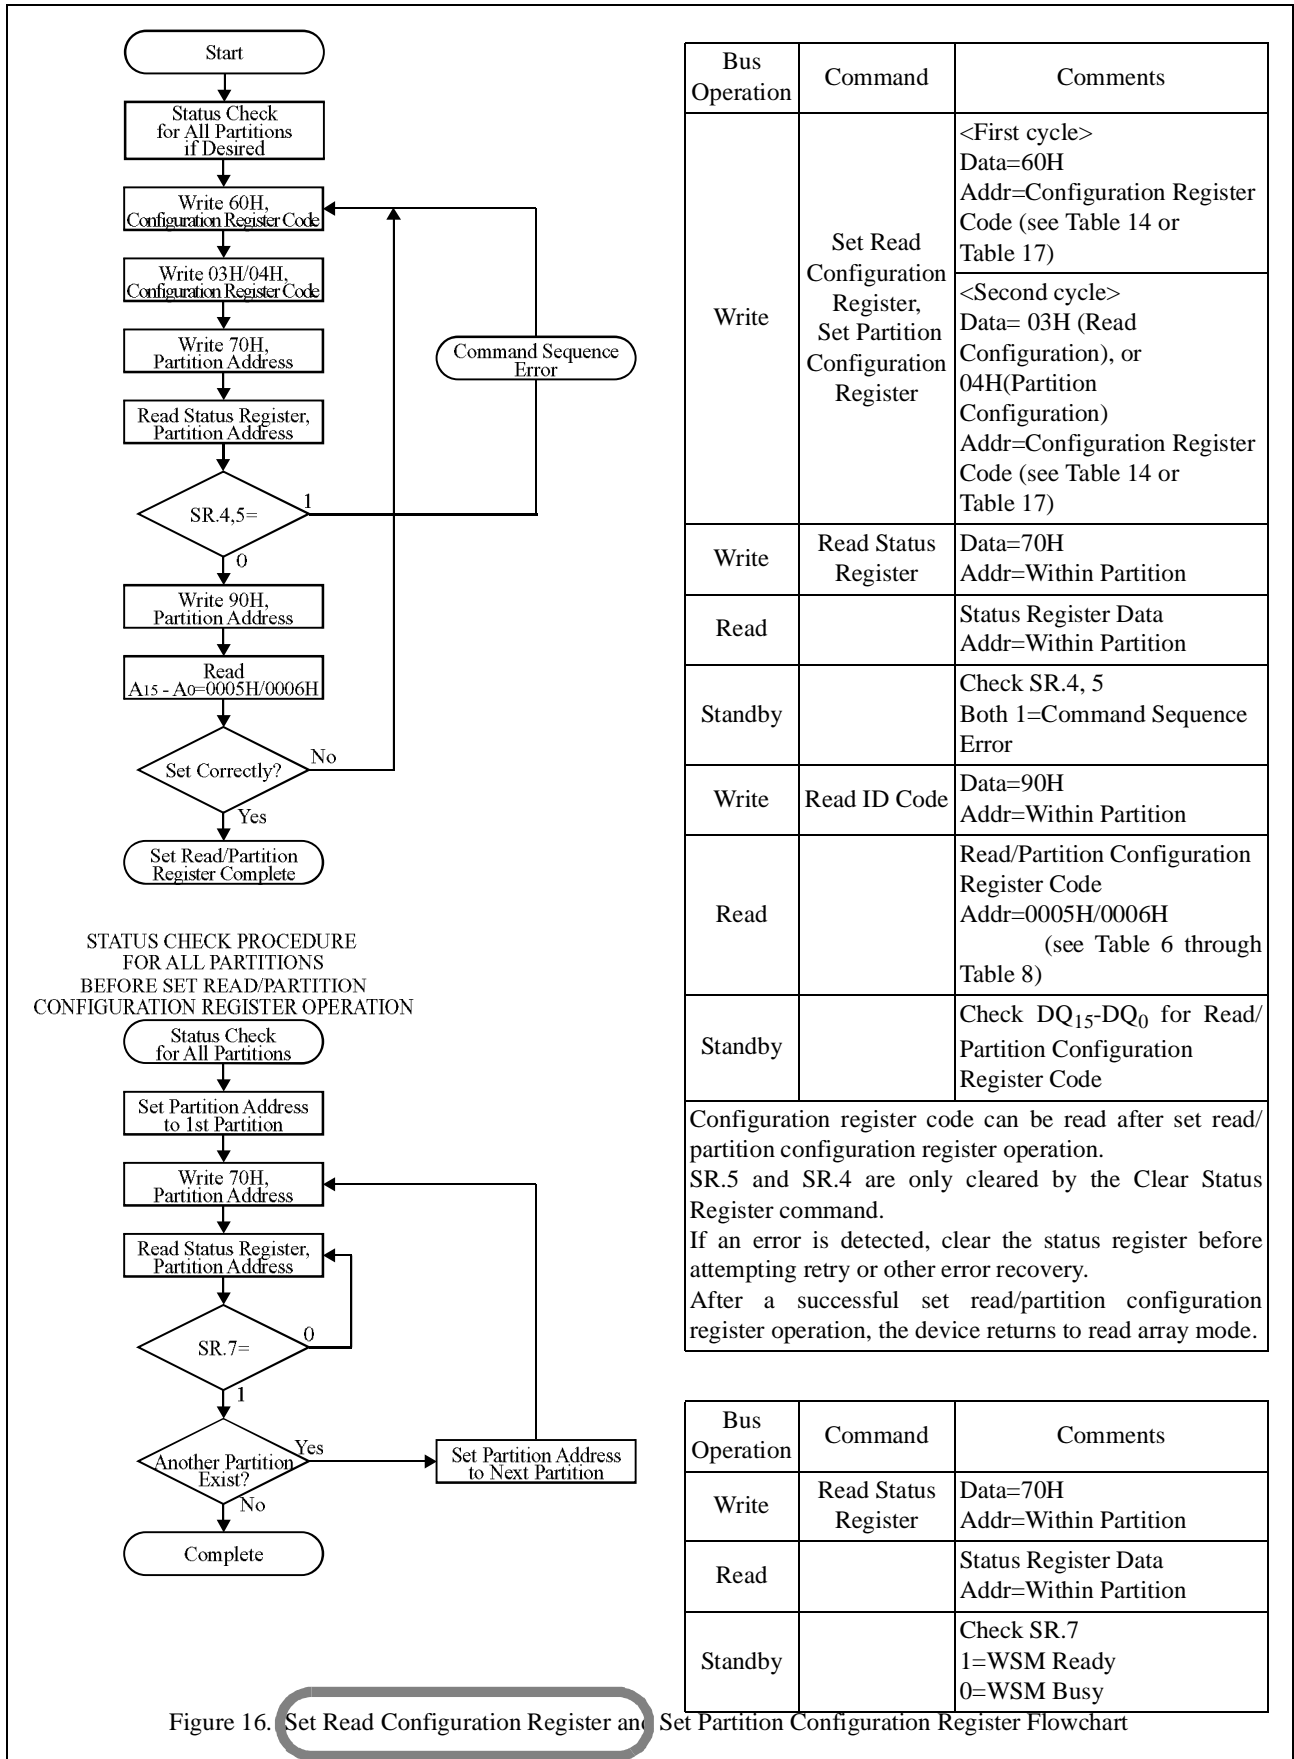 Start
Status Check
for All Partitions
if Desired
Write 60H,
Configuration Register Code
Write 03H/04H,
Configuration Register Code
Write 70H,
Partition Address
Command Sequence
Error
Read Status Register,
Partition Address
SR.4,5=
1
0
Write 90H,
Partition Address
Read
A15 - A0=0005H/0006H
Set Correctly?
No
Yes
Set Read/Partition
Register Complete
STATUS CHECK PROCEDURE
FOR ALL PARTITIONS
BEFORE SET READ/PARTITION
CONFIGURATION REGISTER OPERATION
Status Check
for All Partitions
Set Partition Address
to 1st Partition
Write 70H,
Partition Address
Read Status Register,
Partition Address
SR.7=
0
1
Another Partition
Exist?
Yes
Set Partition Address
to Next Partition
No
Complete
Bus
Operation
Command
Comments
Write
Set Read
Configuration
Register,
Set Partition
Configuration
Register
<First cycle>
Data=60H
Addr=Configuration Register
Code (see Table 14 or
Table 17)
<Second cycle>
Data= 03H (Read
Configuration), or
04H(Partition
Configuration)
Addr=Configuration Register
Code (see Table 14 or
Table 17)
Write
Read Status
Register
Data=70H
Addr=Within Partition
Read
Status Register Data
Addr=Within Partition
Standby
Check SR.4, 5
Both 1=Command Sequence
Error
Write
Read ID Code
Data=90H
Addr=Within Partition
Read
Read/Partition Configuration
Register Code
Addr=0005H/0006H
(see Table 6 through
Table 8)
Standby
Check DQ15-DQ0 for Read/
Partition Configuration
Register Code
Configuration register code can be read after set read/
partition configuration register operation.
SR.5 and SR.4 are only cleared by the Clear Status
Register command.
If an error is detected, clear the status register before
attempting retry or other error recovery.
After a successful set read/partition configuration
register operation, the device returns to read array mode.
Bus
Operation
Command
Comments
Write
Read Status
Register
Data=70H
Addr=Within Partition
Read
Status Register Data
Addr=Within Partition
Standby
Check SR.7
1=WSM Ready
0=WSM Busy
Figure 16. Set Read Configuration Register and Set Partition Configuration Register Flowchart